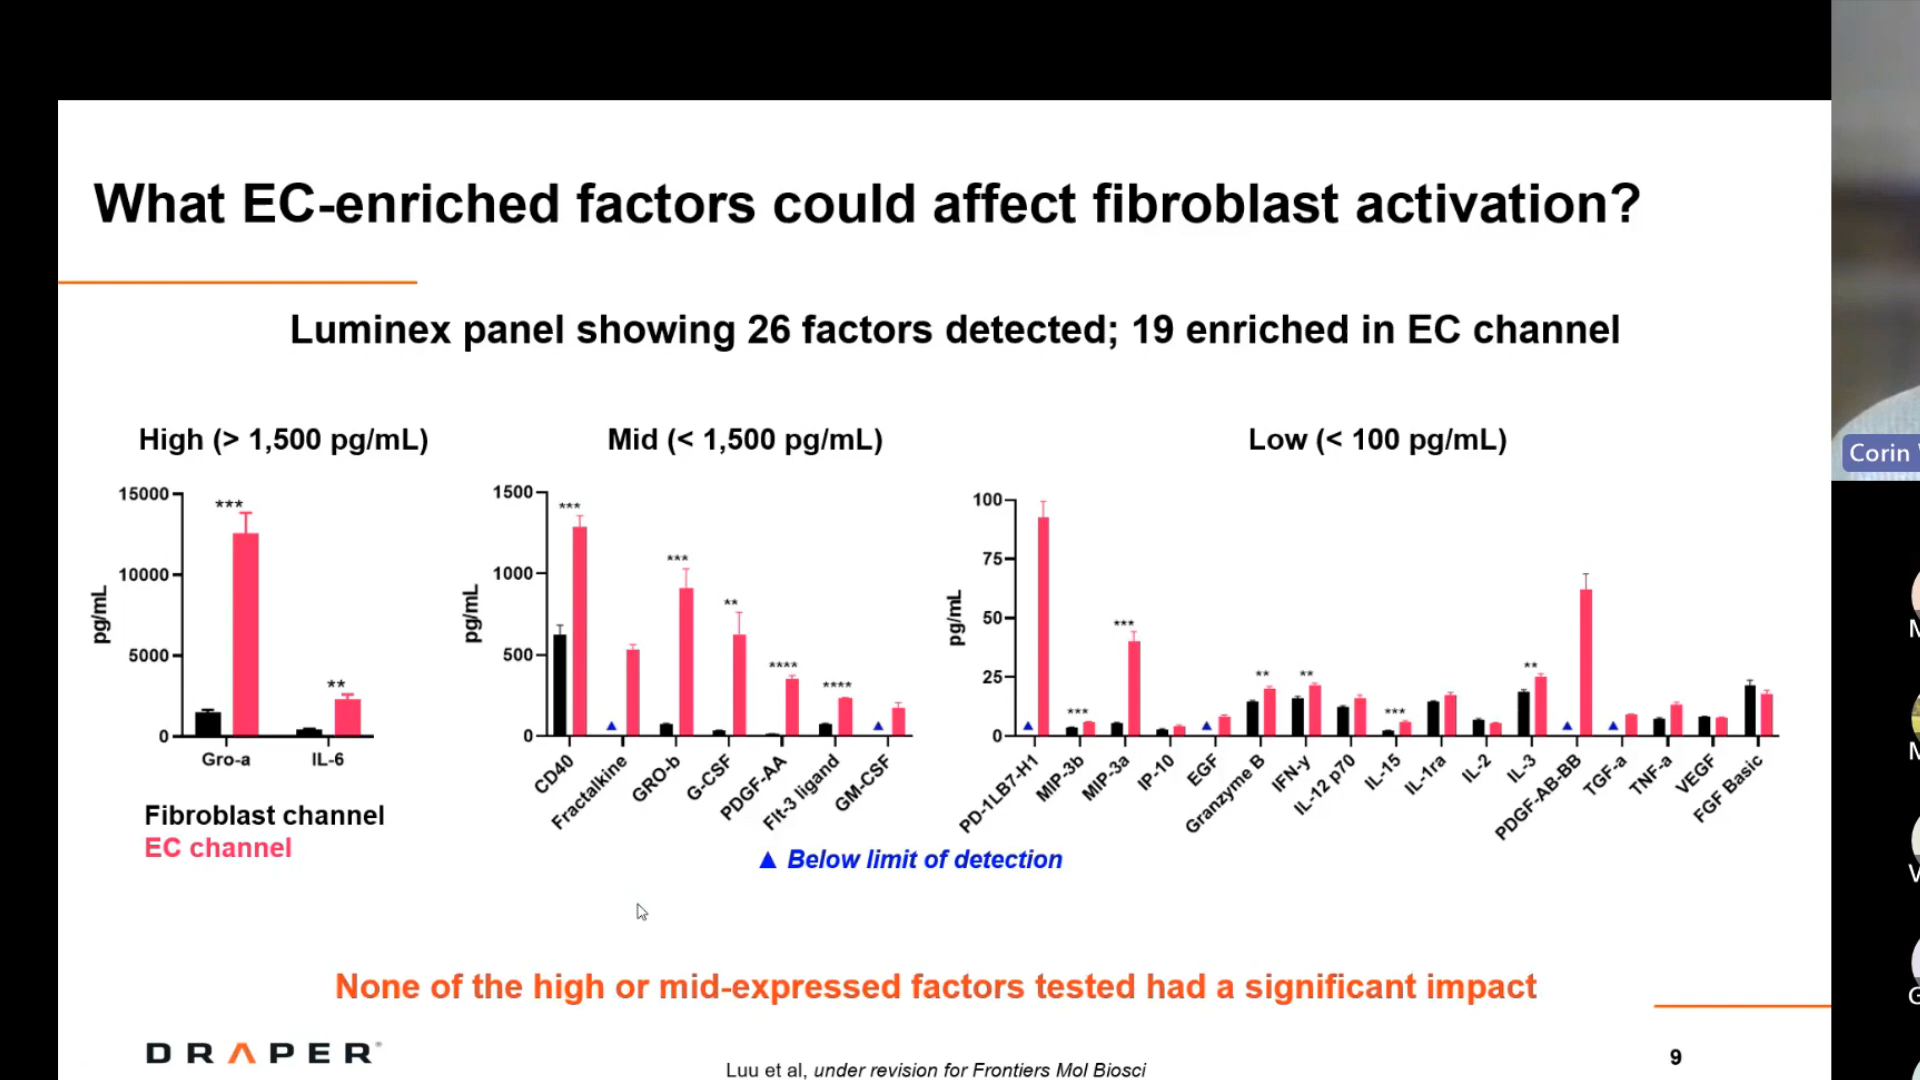 What EC-enriched factors could affect fibroblast activation?
Luminex panel showing 26 factors detected; 19 enriched in EC channel
High (> 1,500 pg/mL)
Mid (< 1,500 pg/mL)
Low (< 100 pg/mL)
pg/mL
15000
10000
5000
0
***
**
Gro-a
IL-6
Fibroblast channel
EC channel
pg/mL
1500
1000
500
0
***
***
**
****
****
CD40
Fractalkine
GRO-b
G-CSF
PDGF-AA
Flt-3 ligand
GM-CSF
pg/mL
100
75
50
25
0
***
***
**
**
***
**
PD-1LB7-H1
MIP-3b
MIP-3a
IP-10
EGF
Granzyme B
IFN-y
IL-12 p70
IL-15
IL-1ra
IL-2
IL-3
PDGF-AB-BB
TGF-a
TNF-a
VEGF
FGF Basic
▲ Below limit of detection
None of the high or mid-expressed factors tested had a significant impact
DRAPER®
Luu et al, under revision for Frontiers Mol Biosci
9
Corin